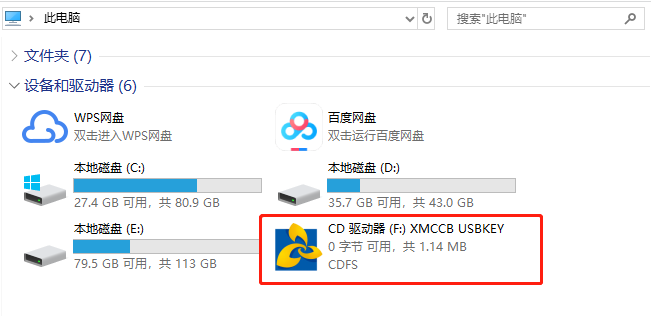 此电脑
搜索"此电脑"
文件夹 (7)
设备和驱动器 (6)
WPS网盘
双击进入WPS网盘
百度网盘
双击运行百度网盘
本地磁盘 (C:)
27.4 GB 可用，共 80.9 GB
本地磁盘 (D:)
35.7 GB 可用，共 43.0 GB
本地磁盘 (E:)
79.5 GB 可用，共 113 GB
CD 驱动器 (F:) XMCCB USBKEY
0 字节 可用，共 1.14 MB
CDFS